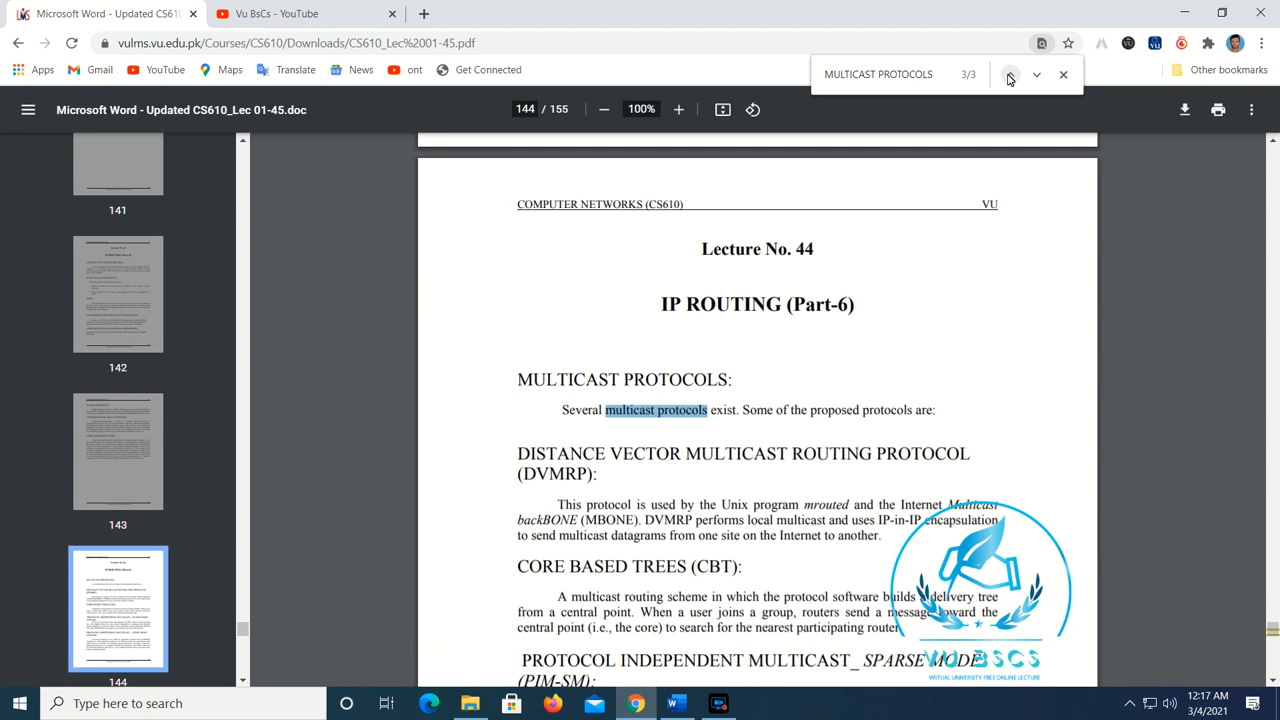 Microsoft Word - Updated CS610
Vu BsCs - YouTube
vulms.vu.edu.pk/Courses/CS610/Downloads/CS610_Lec%2001-45.pdf
MULTICAST PROTOCOLS 3/3
Apps Gmail YouTube Maps Translate News ont Get Connected Other bookmarks
Microsoft Word - Updated CS610_Lec 01-45.doc
144 / 155
100%
141
142
143
144
COMPUTER NETWORKS (CS610) VU
Lecture No. 44
IP ROUTING (Part-6)
MULTICAST PROTOCOLS:
Several multicast protocols exist. Some of the proposed protocols are:
DISTANCE VECTOR MULTICAST ROUTING PROTOCOL
(DVMRP):
This protocol is used by the Unix program mrouted and the Internet Multicast
backBONE (MBONE). DVMRP performs local multicast and uses IP-in-IP encapsulation
to send multicast datagrams from one site on the Internet to another.
CORE BASED TREES (CBT):
A multicast routing scheme in which the protocol software builds a delivery tree
from a central point. When a user joins a group, routers send a message toward the
central point (i.e., the core) to search for the nearest participating router
PROTOCOL INDEPENDENT MULTICAST_ SPARSE MODE
(PIM-SM):
VU BSCS
VIRTUAL UNIVERSITY FREE ONLINE LECTURE
Type here to search
12:17 AM
3/4/2021